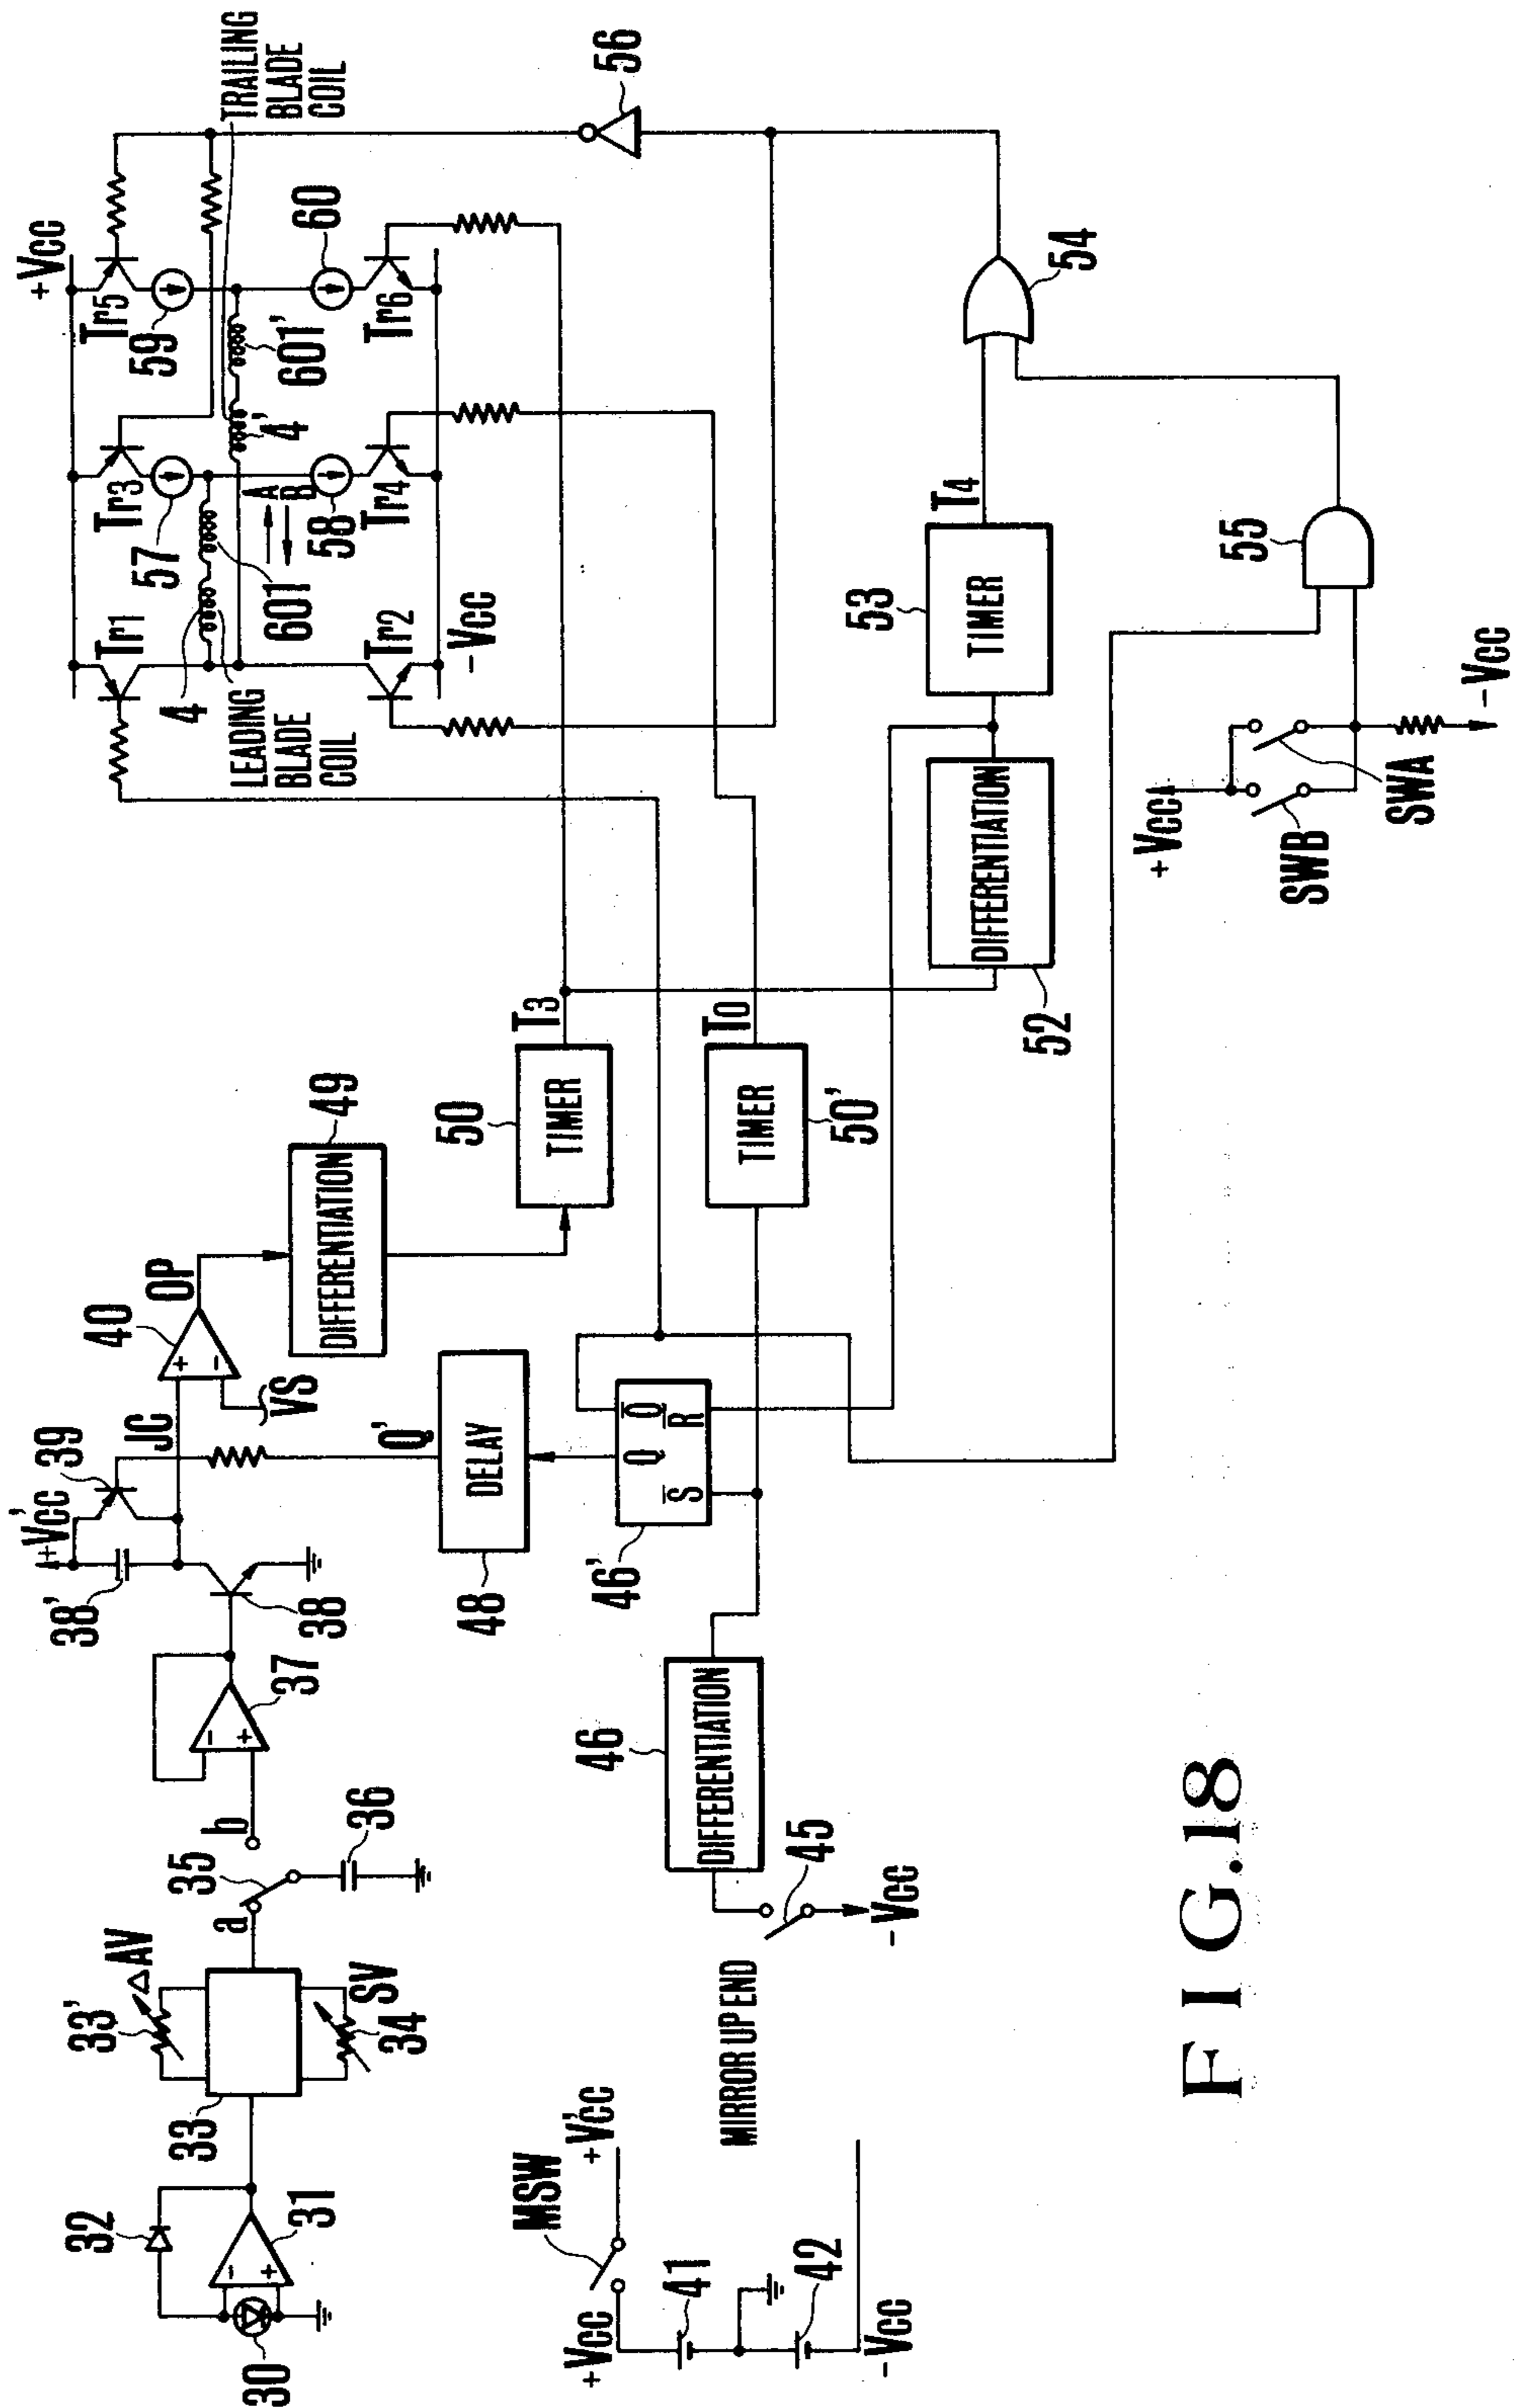 30
31
32
33
33'
ΔAV
34
SV
a
35
b
36
37
38
38'
+V'CC
39
JC
VS
40
OP
DIFFERENTIATION
49
MSW
+VCC
+V'CC
41
42
-VCC
MIRROR UP END
45
-VCC
46
DIFFERENTIATION
46'
S̅
Q
Q̅
R̅
48
DELAY
Q'
50
TIMER
T3
50'
TIMER
T0
52
DIFFERENTIATION
53
TIMER
T4
54
55
SWB
SWA
+VCC
-VCC
56
+VCC
Tr1
Tr2
-VCC
Tr3
Tr4
Tr5
Tr6
57
58
59
60
4
LEADING
BLADE
COIL
601
A
B
4'
601'
TRAILING
BLADE
COIL
FIG.18